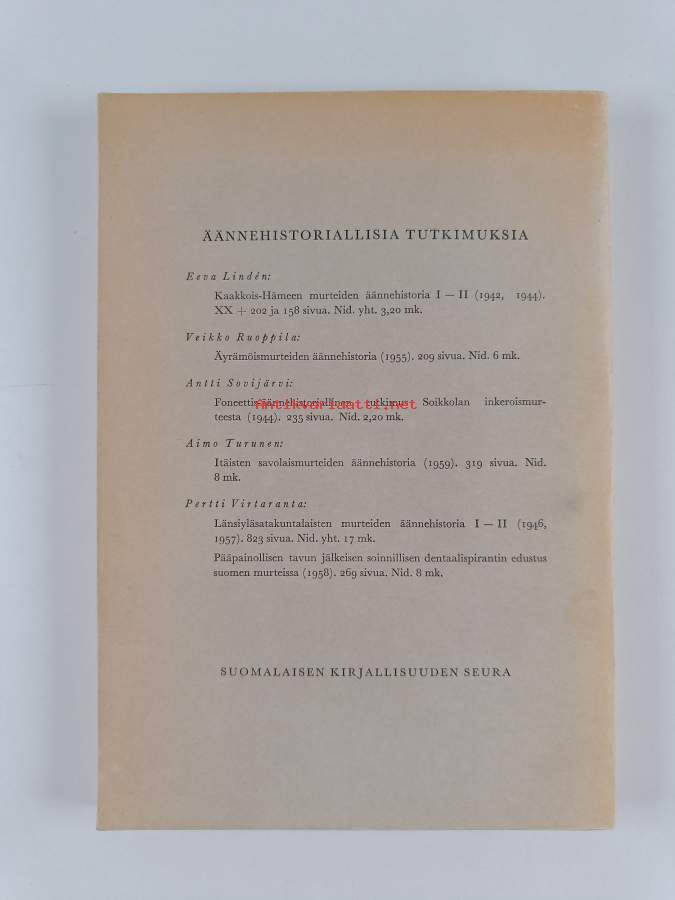 ÄÄNNEHISTORIALLISIA TUTKIMUKSIA
Eeva Lindén:
Kaakkois-Hämeen murteiden äännehistoria I — II (1942, 1944).
XX + 202 ja 158 sivua. Nid. yht. 3,20 mk.
Veikko Ruoppila:
Äyrämöismurteiden äännehistoria (1955). 209 sivua. Nid. 6 mk.
Antti Sovijärvi:
Foneettis-äännehistoriallinen tutkimus Soikkolan inkeroismur-
antikvariaatti.net
teesta (1944). 235 sivua. Nid. 2,20 mk.
Aimo Turunen:
Itäisten savolaismurteiden äännehistoria (1959). 319 sivua. Nid.
8 mk.
Pertti Virtaranta:
Länsiyläsatakuntalaisten murteiden äännehistoria I — II (1946,
1957). 823 sivua. Nid. yht. 17 mk.
Pääpainollisen tavun jälkeisen soinnillisen dentaalispirantin edustus
suomen murteissa (1958). 269 sivua. Nid. 8 mk.
SUOMALAISEN KIRJALLISUUDEN SEURA